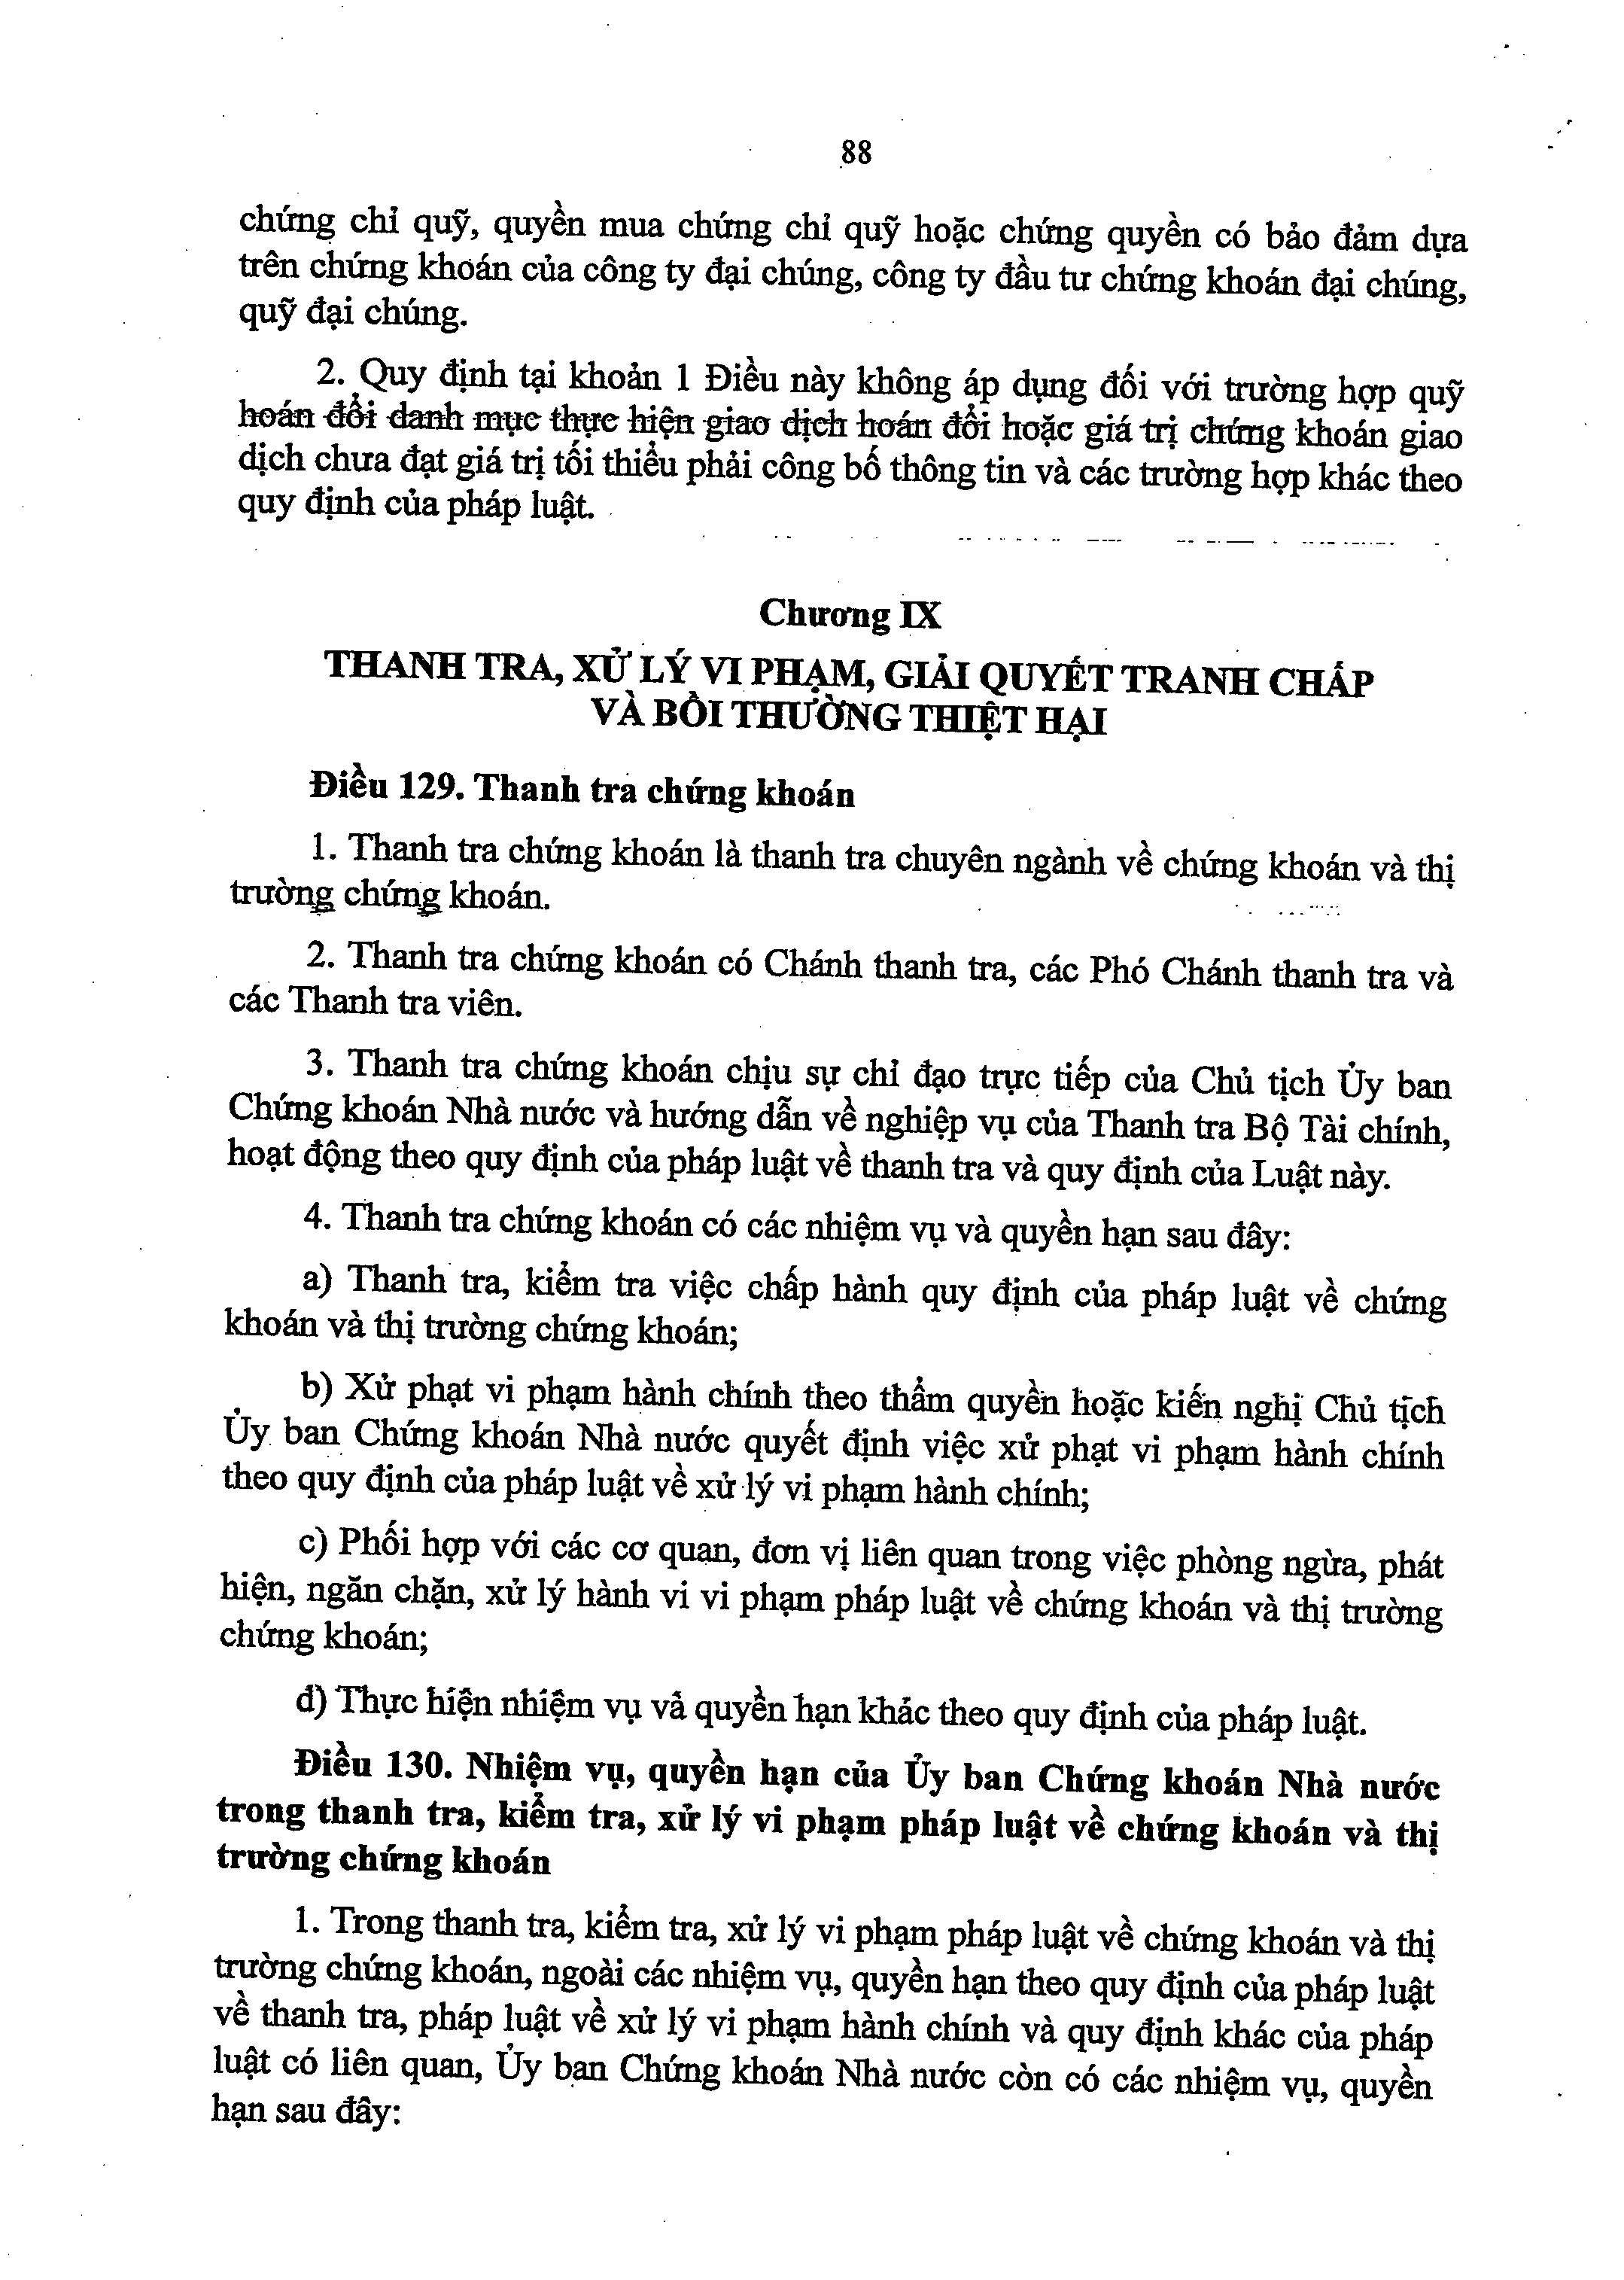 88
chứng chỉ quỹ, quyền mua chứng chỉ quỹ hoặc chứng quyền có bảo đảm dựa
trên chứng khoán của công ty đại chúng, công ty đầu tư chứng khoán đại chúng,
quỹ đại chúng.
2. Quy định tại khoản 1 Điều này không áp dụng đối với trường hợp quỹ
hoán đổi danh mục thực hiện giao dịch hoán đổi hoặc giá trị chứng khoán giao
dịch chưa đạt giá trị tối thiểu phải công bố thông tin và các trường hợp khác theo
quy định của pháp luật.
Chương IX
THANH TRA, XỬ LÝ VI PHẠM, GIẢI QUYẾT TRANH CHẤP
VÀ BỒI THƯỜNG THIỆT HẠI
Điều 129. Thanh tra chứng khoán
1. Thanh tra chứng khoán là thanh tra chuyên ngành về chứng khoán và thị
trường chứng khoán.
2. Thanh tra chứng khoán có Chánh thanh tra, các Phó Chánh thanh tra và
các Thanh tra viên.
3. Thanh tra chứng khoán chịu sự chỉ đạo trực tiếp của Chủ tịch Ủy ban
Chứng khoán Nhà nước và hướng dẫn về nghiệp vụ của Thanh tra Bộ Tài chính,
hoạt động theo quy định của pháp luật về thanh tra và quy định của Luật này.
4. Thanh tra chứng khoán có các nhiệm vụ và quyền hạn sau đây:
a) Thanh tra, kiểm tra việc chấp hành quy định của pháp luật về chứng
khoán và thị trường chứng khoán;
b) Xử phạt vi phạm hành chính theo thẩm quyền hoặc kiến nghị Chủ tịch
Ủy ban Chứng khoán Nhà nước quyết định việc xử phạt vi phạm hành chính
theo quy định của pháp luật về xử lý vi phạm hành chính;
c) Phối hợp với các cơ quan, đơn vị liên quan trong việc phòng ngừa, phát
hiện, ngăn chặn, xử lý hành vi vi phạm pháp luật về chứng khoán và thị trường
chứng khoán;
d) Thực hiện nhiệm vụ và quyền hạn khác theo quy định của pháp luật.
Điều 130. Nhiệm vụ, quyền hạn của Ủy ban Chứng khoán Nhà nước
trong thanh tra, kiểm tra, xử lý vi phạm pháp luật về chứng khoán và thị
trường chứng khoán
1. Trong thanh tra, kiểm tra, xử lý vi phạm pháp luật về chứng khoán và thị
trường chứng khoán, ngoài các nhiệm vụ, quyền hạn theo quy định của pháp luật
về thanh tra, pháp luật về xử lý vi phạm hành chính và quy định khác của pháp
luật có liên quan, Ủy ban Chứng khoán Nhà nước còn có các nhiệm vụ, quyền
hạn sau đây: